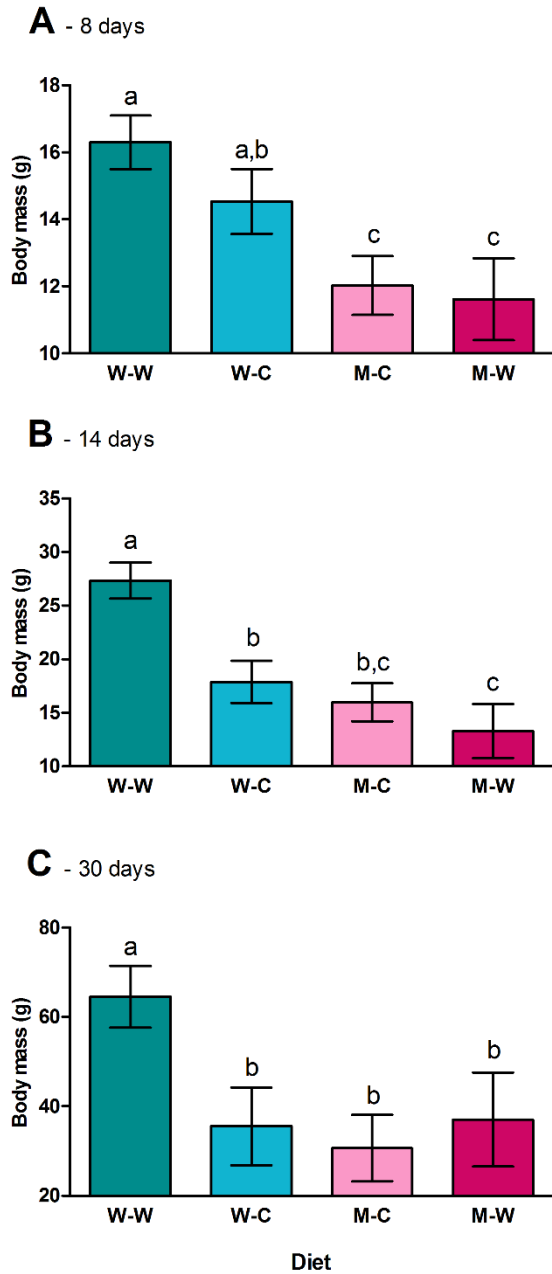 A - 8 days
18
16
14
12
10
Body mass (g)
a
a,b
c
c
W-W W-C M-C M-W
B - 14 days
35
30
25
20
15
10
Body mass (g)
a
b
b,c
c
W-W W-C M-C M-W
C - 30 days
80
60
40
20
Body mass (g)
a
b
b
b
W-W W-C M-C M-W
Diet